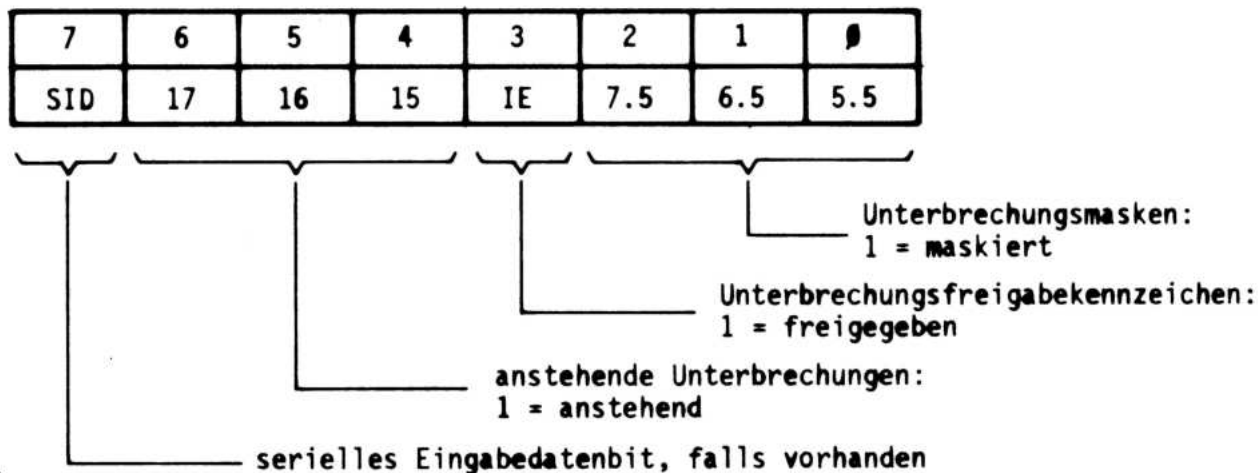 7 6 5 4 3 2 1 0
SID 17 16 15 IE 7.5 6.5 5.5
Unterbrechungsmasken:
1 = maskiert
Unterbrechungsfreigabekennzeichen:
1 = freigegeben
anstehende Unterbrechungen:
1 = anstehend
serielles Eingabedatenbit, falls vorhanden